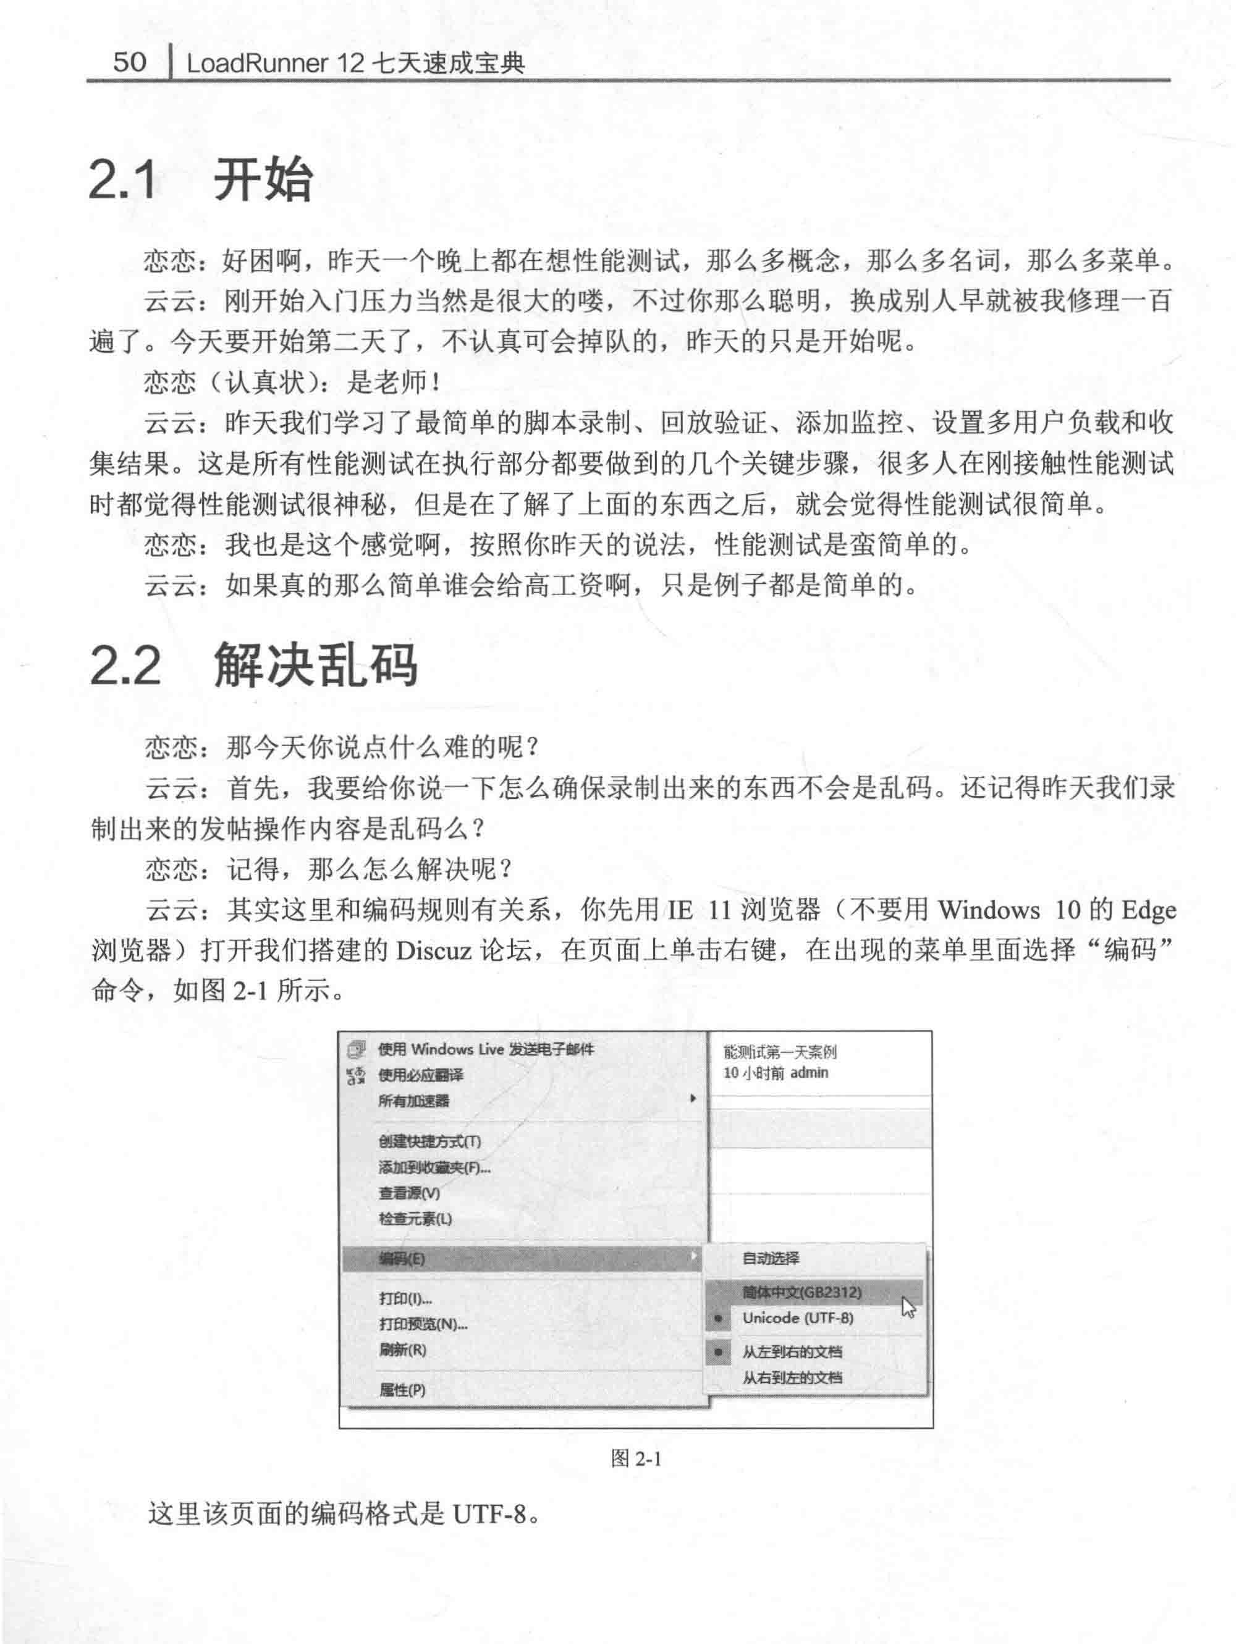 50 LoadRunner 12 七天速成宝典
2.1 开始
恋恋：好困啊，昨天一个晚上都在想性能测试，那么多概念，那么多名词，那么多菜单。
云云：刚开始入门压力当然是很大的喽，不过你那么聪明，换成别人早就被我修理一百
遍了。今天要开始第二天了，不认真可会掉队的，昨天的只是开始呢。
恋恋（认真状）：是老师！
云云：昨天我们学习了最简单的脚本录制、回放验证、添加监控、设置多用户负载和收
集结果。这是所有性能测试在执行部分都要做到的几个关键步骤，很多人在刚接触性能测试
时都觉得性能测试很神秘，但是在了解了上面的东西之后，就会觉得性能测试很简单。
恋恋：我也是这个感觉啊，按照你昨天的说法，性能测试是蛮简单的。
云云：如果真的那么简单谁会给高工资啊，只是例子都是简单的。
2.2 解决乱码
恋恋：那今天你说点什么难的呢？
云云：首先，我要给你说一下怎么确保录制出来的东西不会是乱码。还记得昨天我们录
制出来的发帖操作内容是乱码么？
恋恋：记得，那么怎么解决呢？
云云：其实这里和编码规则有关系，你先用 IE 11 浏览器（不要用 Windows 10 的 Edge
浏览器）打开我们搭建的 Discuz 论坛，在页面上单击右键，在出现的菜单里面选择“编码”
命令，如图 2-1 所示。
使用 Windows Live 发送电子邮件
使用必应翻译
所有加速器
创建快捷方式(T)
添加到收藏夹(F)...
查看源(V)
检查元素(L)
编码(E)
打印(I)...
打印预览(N)...
刷新(R)
属性(P)
能测试第一天案例
10 小时前 admin
自动选择
简体中文(GB2312)
Unicode (UTF-8)
从左到右的文档
从右到左的文档
图 2-1
这里该页面的编码格式是 UTF-8。